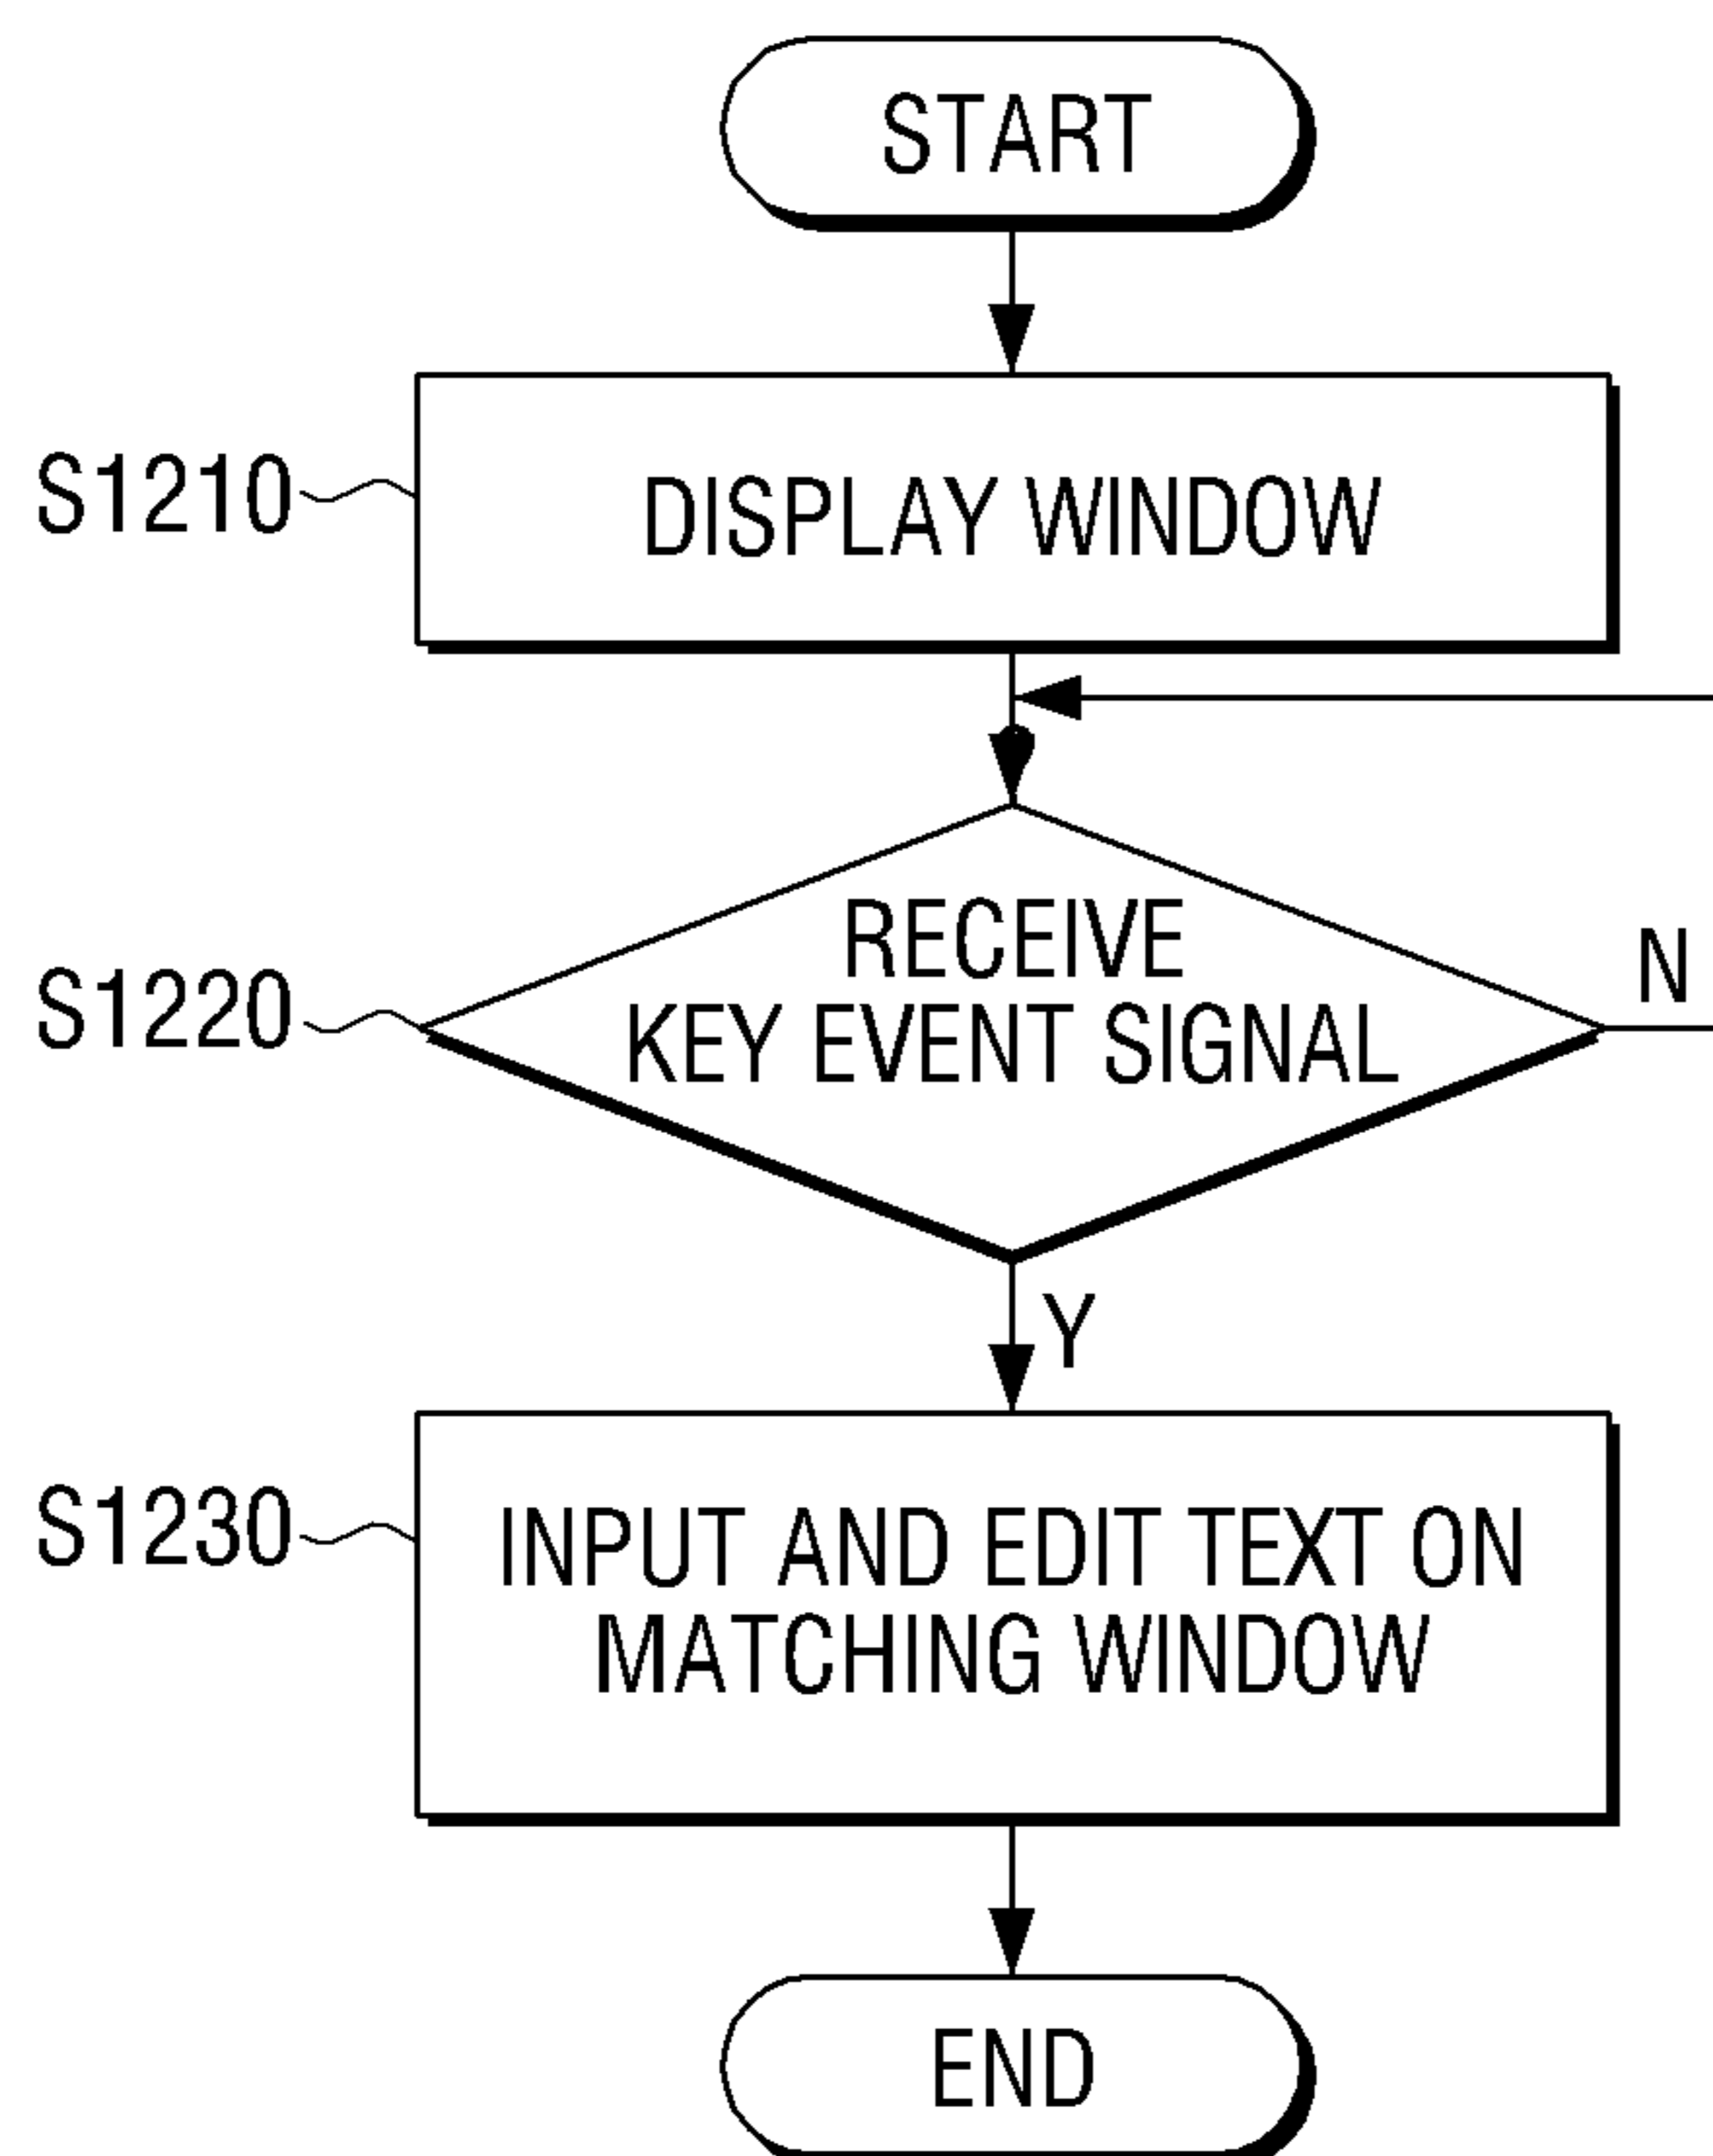 START
S1210
DISPLAY WINDOW
S1220
RECEIVE
KEY EVENT SIGNAL
N
Y
S1230
INPUT AND EDIT TEXT ON
MATCHING WINDOW
END